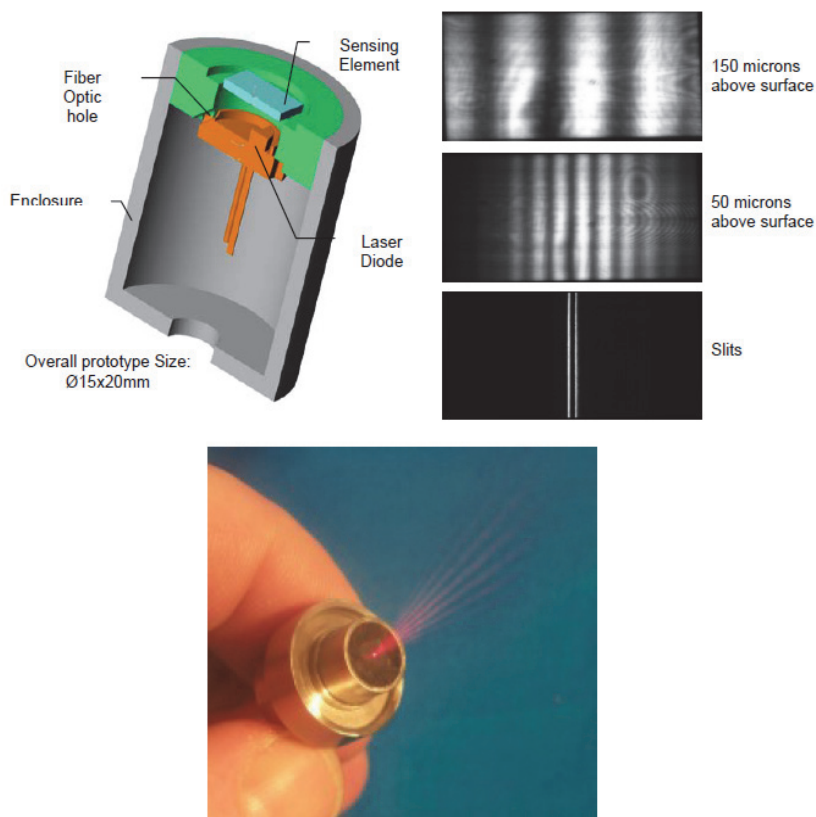 Sensing
Element
Fiber
Optic
hole
Enclosure
Laser
Diode
Overall prototype Size:
Ø15x20mm
150 microns
above surface
50 microns
above surface
Slits